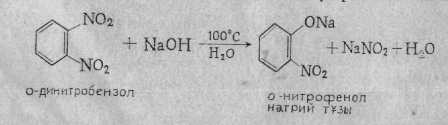 NO₂
NO₂
+ NaOH
100°C
H₂O
ONa
NO₂
+ NaNO₂ + H₂O
о-динитробензол
о-нитрофенол
натрий тұзы